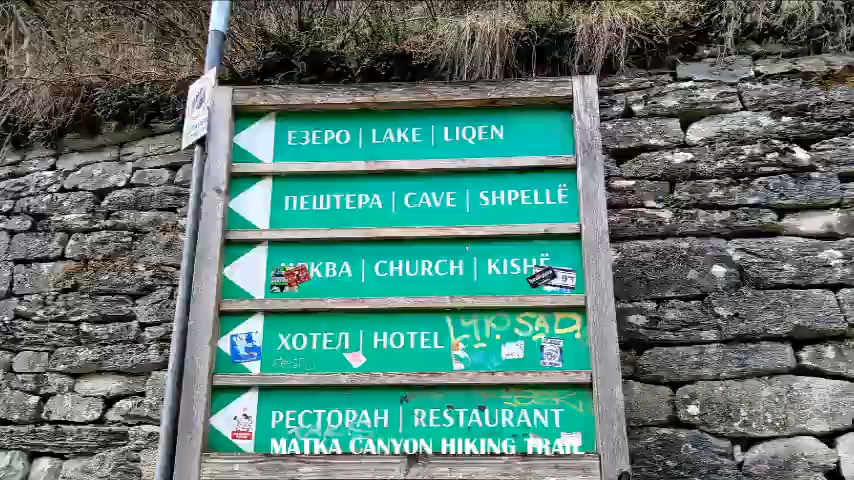 ЕЗЕРО | LAKE | LIQEN
ПЕШТЕРА | CAVE | SHPELLË
ЦРКВА | CHURCH | KISHË
ХОТЕЛ | HOTEL
РЕСТОРАН | RESTAURANT
MATKA CANYON HIKING TRAIL